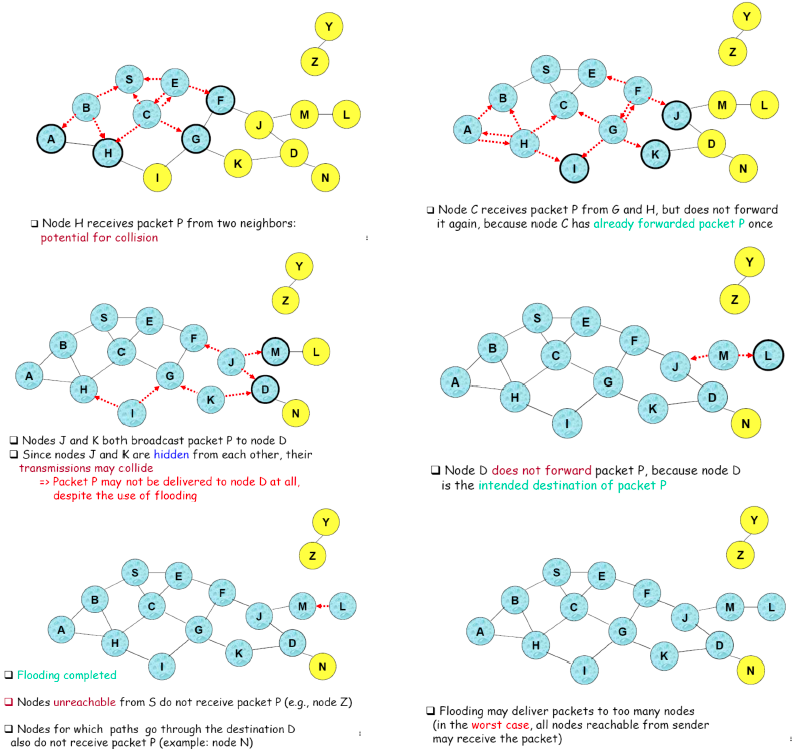 Y
Z
S
E
F
B
C
M
L
J
A
G
H
K
D
I
N
❑ Node H receives packet P from two neighbors:
potential for collision
Y
Z
S
E
F
B
C
M
L
J
A
G
H
K
D
I
N
❑ Node C receives packet P from G and H, but does not forward
it again, because node C has already forwarded packet P once
Y
Z
S
E
F
B
C
M
L
J
A
G
H
K
D
I
N
❑ Nodes J and K both broadcast packet P to node D
❑ Since nodes J and K are hidden from each other, their
transmissions may collide
=> Packet P may not be delivered to node D at all,
despite the use of flooding
Y
Z
S
E
F
B
C
M
L
J
A
G
H
K
D
I
N
❑ Node D does not forward packet P, because node D
is the intended destination of packet P
Y
Z
S
E
F
B
C
M
L
J
A
G
H
K
D
I
N
❑ Flooding completed
❑ Nodes unreachable from S do not receive packet P (e.g., node Z)
❑ Nodes for which paths go through the destination D
also do not receive packet P (example: node N)
Y
Z
S
E
F
B
C
M
L
J
A
G
H
K
D
I
N
❑ Flooding may deliver packets to too many nodes
(in the worst case, all nodes reachable from sender
may receive the packet)